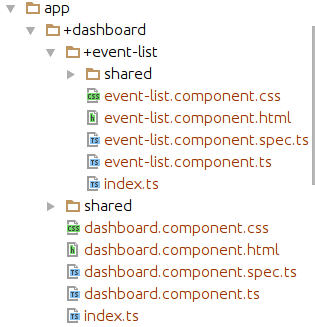 app
+dashboard
+event-list
shared
event-list.component.css
event-list.component.html
event-list.component.spec.ts
event-list.component.ts
index.ts
shared
dashboard.component.css
dashboard.component.html
dashboard.component.spec.ts
dashboard.component.ts
index.ts